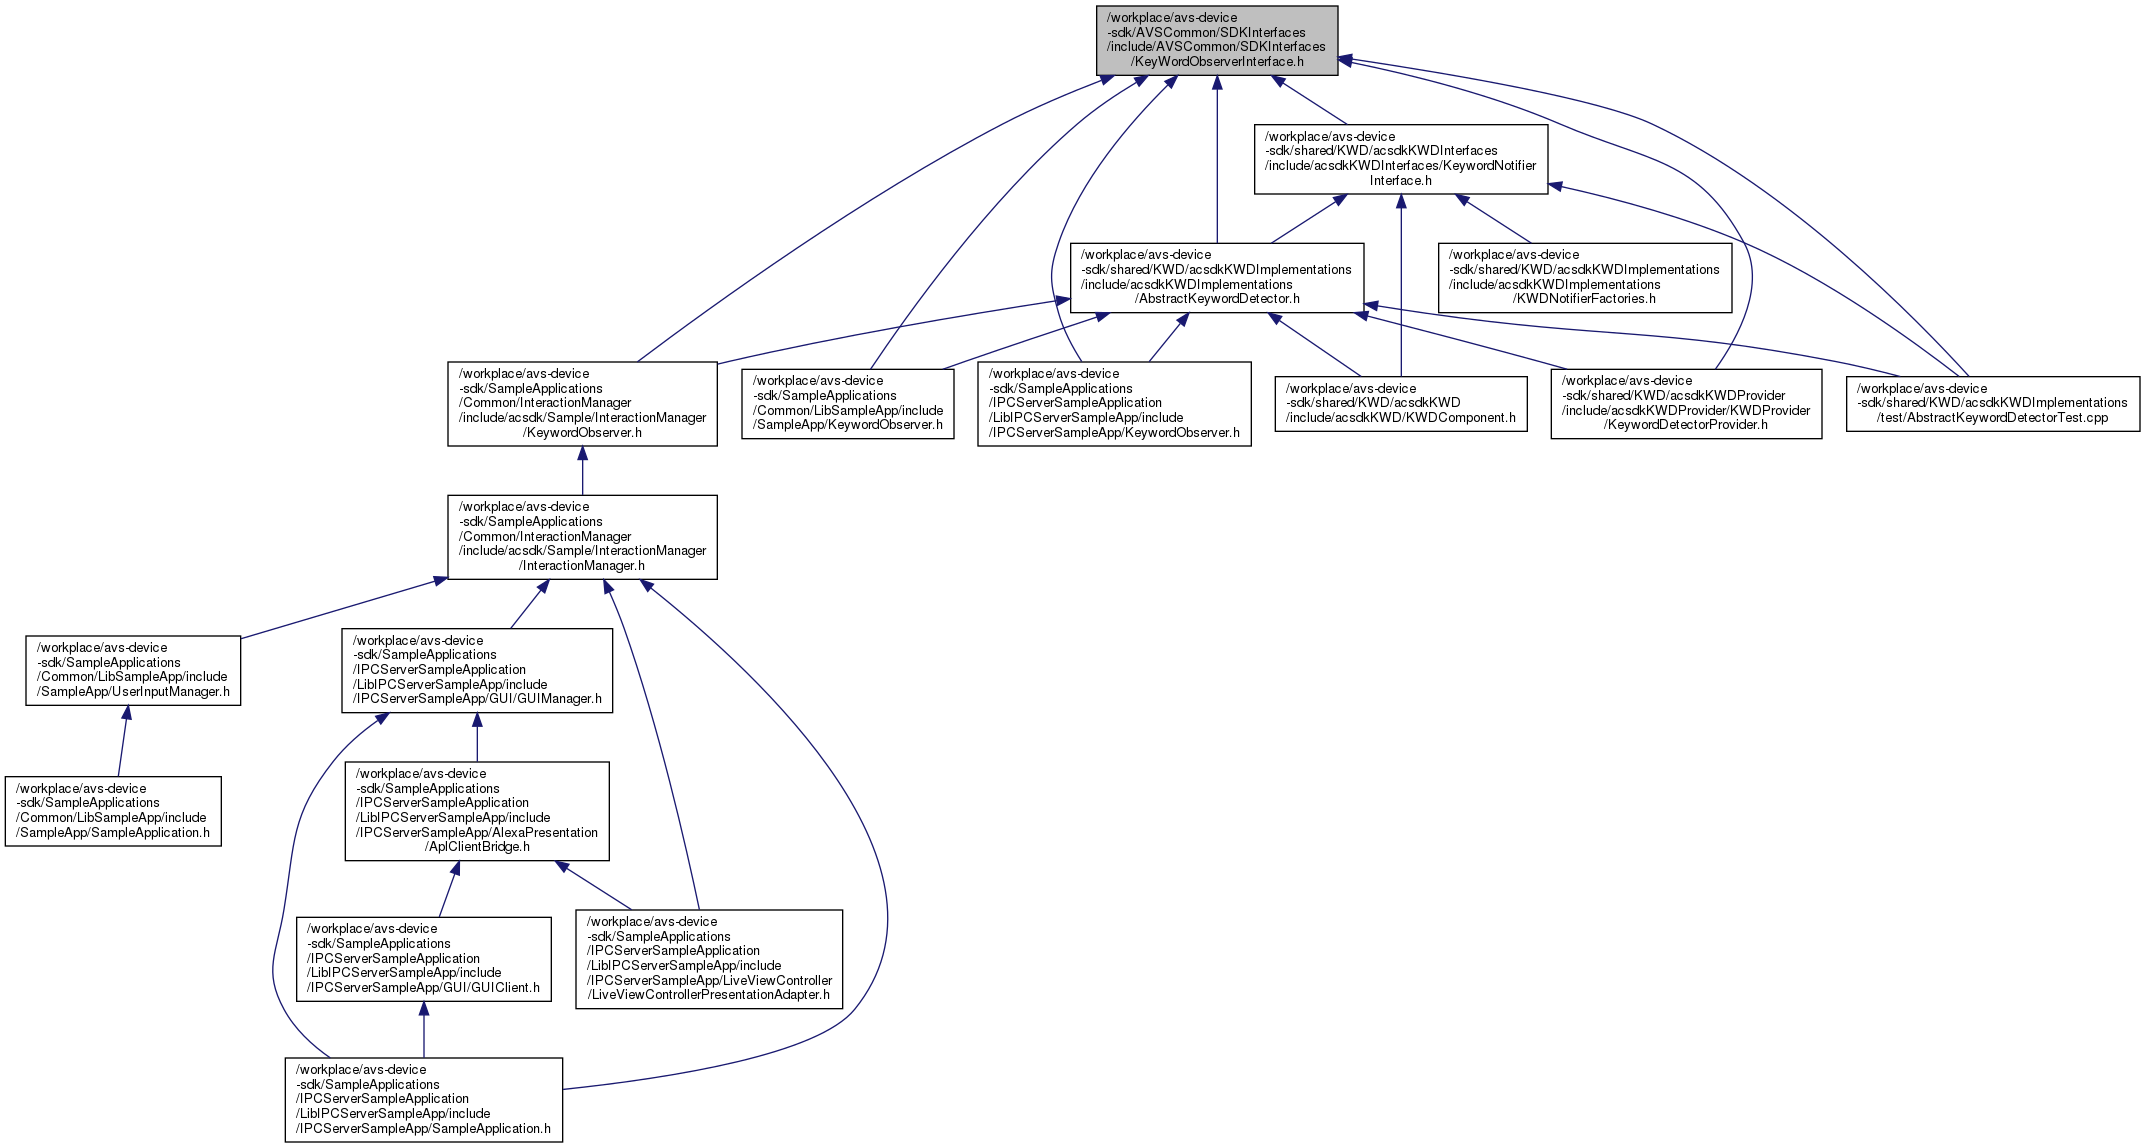 /workplace/avs-device
-sdk/AVSCommon/SDKInterfaces
/include/AVSCommon/SDKInterfaces
/KeyWordObserverInterface.h
/workplace/avs-device
-sdk/shared/KWD/acsdkKWDInterfaces
/include/acsdkKWDInterfaces/KeywordNotifier
Interface.h
/workplace/avs-device
-sdk/shared/KWD/acsdkKWDImplementations
/include/acsdkKWDImplementations
/AbstractKeywordDetector.h
/workplace/avs-device
-sdk/shared/KWD/acsdkKWDImplementations
/include/acsdkKWDImplementations
/KWDNotifierFactories.h
/workplace/avs-device
-sdk/SampleApplications
/Common/InteractionManager
/include/acsdk/Sample/InteractionManager
/KeywordObserver.h
/workplace/avs-device
-sdk/SampleApplications
/Common/LibSampleApp/include
/SampleApp/KeywordObserver.h
/workplace/avs-device
-sdk/SampleApplications
/IPCServerSampleApplication
/LibIPCServerSampleApp/include
/IPCServerSampleApp/KeywordObserver.h
/workplace/avs-device
-sdk/shared/KWD/acsdkKWD
/include/acsdkKWD/KWDComponent.h
/workplace/avs-device
-sdk/shared/KWD/acsdkKWDProvider
/include/acsdkKWDProvider/KWDProvider
/KeywordDetectorProvider.h
/workplace/avs-device
-sdk/shared/KWD/acsdkKWDImplementations
/test/AbstractKeywordDetectorTest.cpp
/workplace/avs-device
-sdk/SampleApplications
/Common/InteractionManager
/include/acsdk/Sample/InteractionManager
/InteractionManager.h
/workplace/avs-device
-sdk/SampleApplications
/Common/LibSampleApp/include
/SampleApp/UserInputManager.h
/workplace/avs-device
-sdk/SampleApplications
/IPCServerSampleApplication
/LibIPCServerSampleApp/include
/IPCServerSampleApp/GUI/GUIManager.h
/workplace/avs-device
-sdk/SampleApplications
/Common/LibSampleApp/include
/SampleApp/SampleApplication.h
/workplace/avs-device
-sdk/SampleApplications
/IPCServerSampleApplication
/LibIPCServerSampleApp/include
/IPCServerSampleApp/AlexaPresentation
/AplClientBridge.h
/workplace/avs-device
-sdk/SampleApplications
/IPCServerSampleApplication
/LibIPCServerSampleApp/include
/IPCServerSampleApp/GUI/GUIClient.h
/workplace/avs-device
-sdk/SampleApplications
/IPCServerSampleApplication
/LibIPCServerSampleApp/include
/IPCServerSampleApp/LiveViewController
/LiveViewControllerPresentationAdapter.h
/workplace/avs-device
-sdk/SampleApplications
/IPCServerSampleApplication
/LibIPCServerSampleApp/include
/IPCServerSampleApp/SampleApplication.h